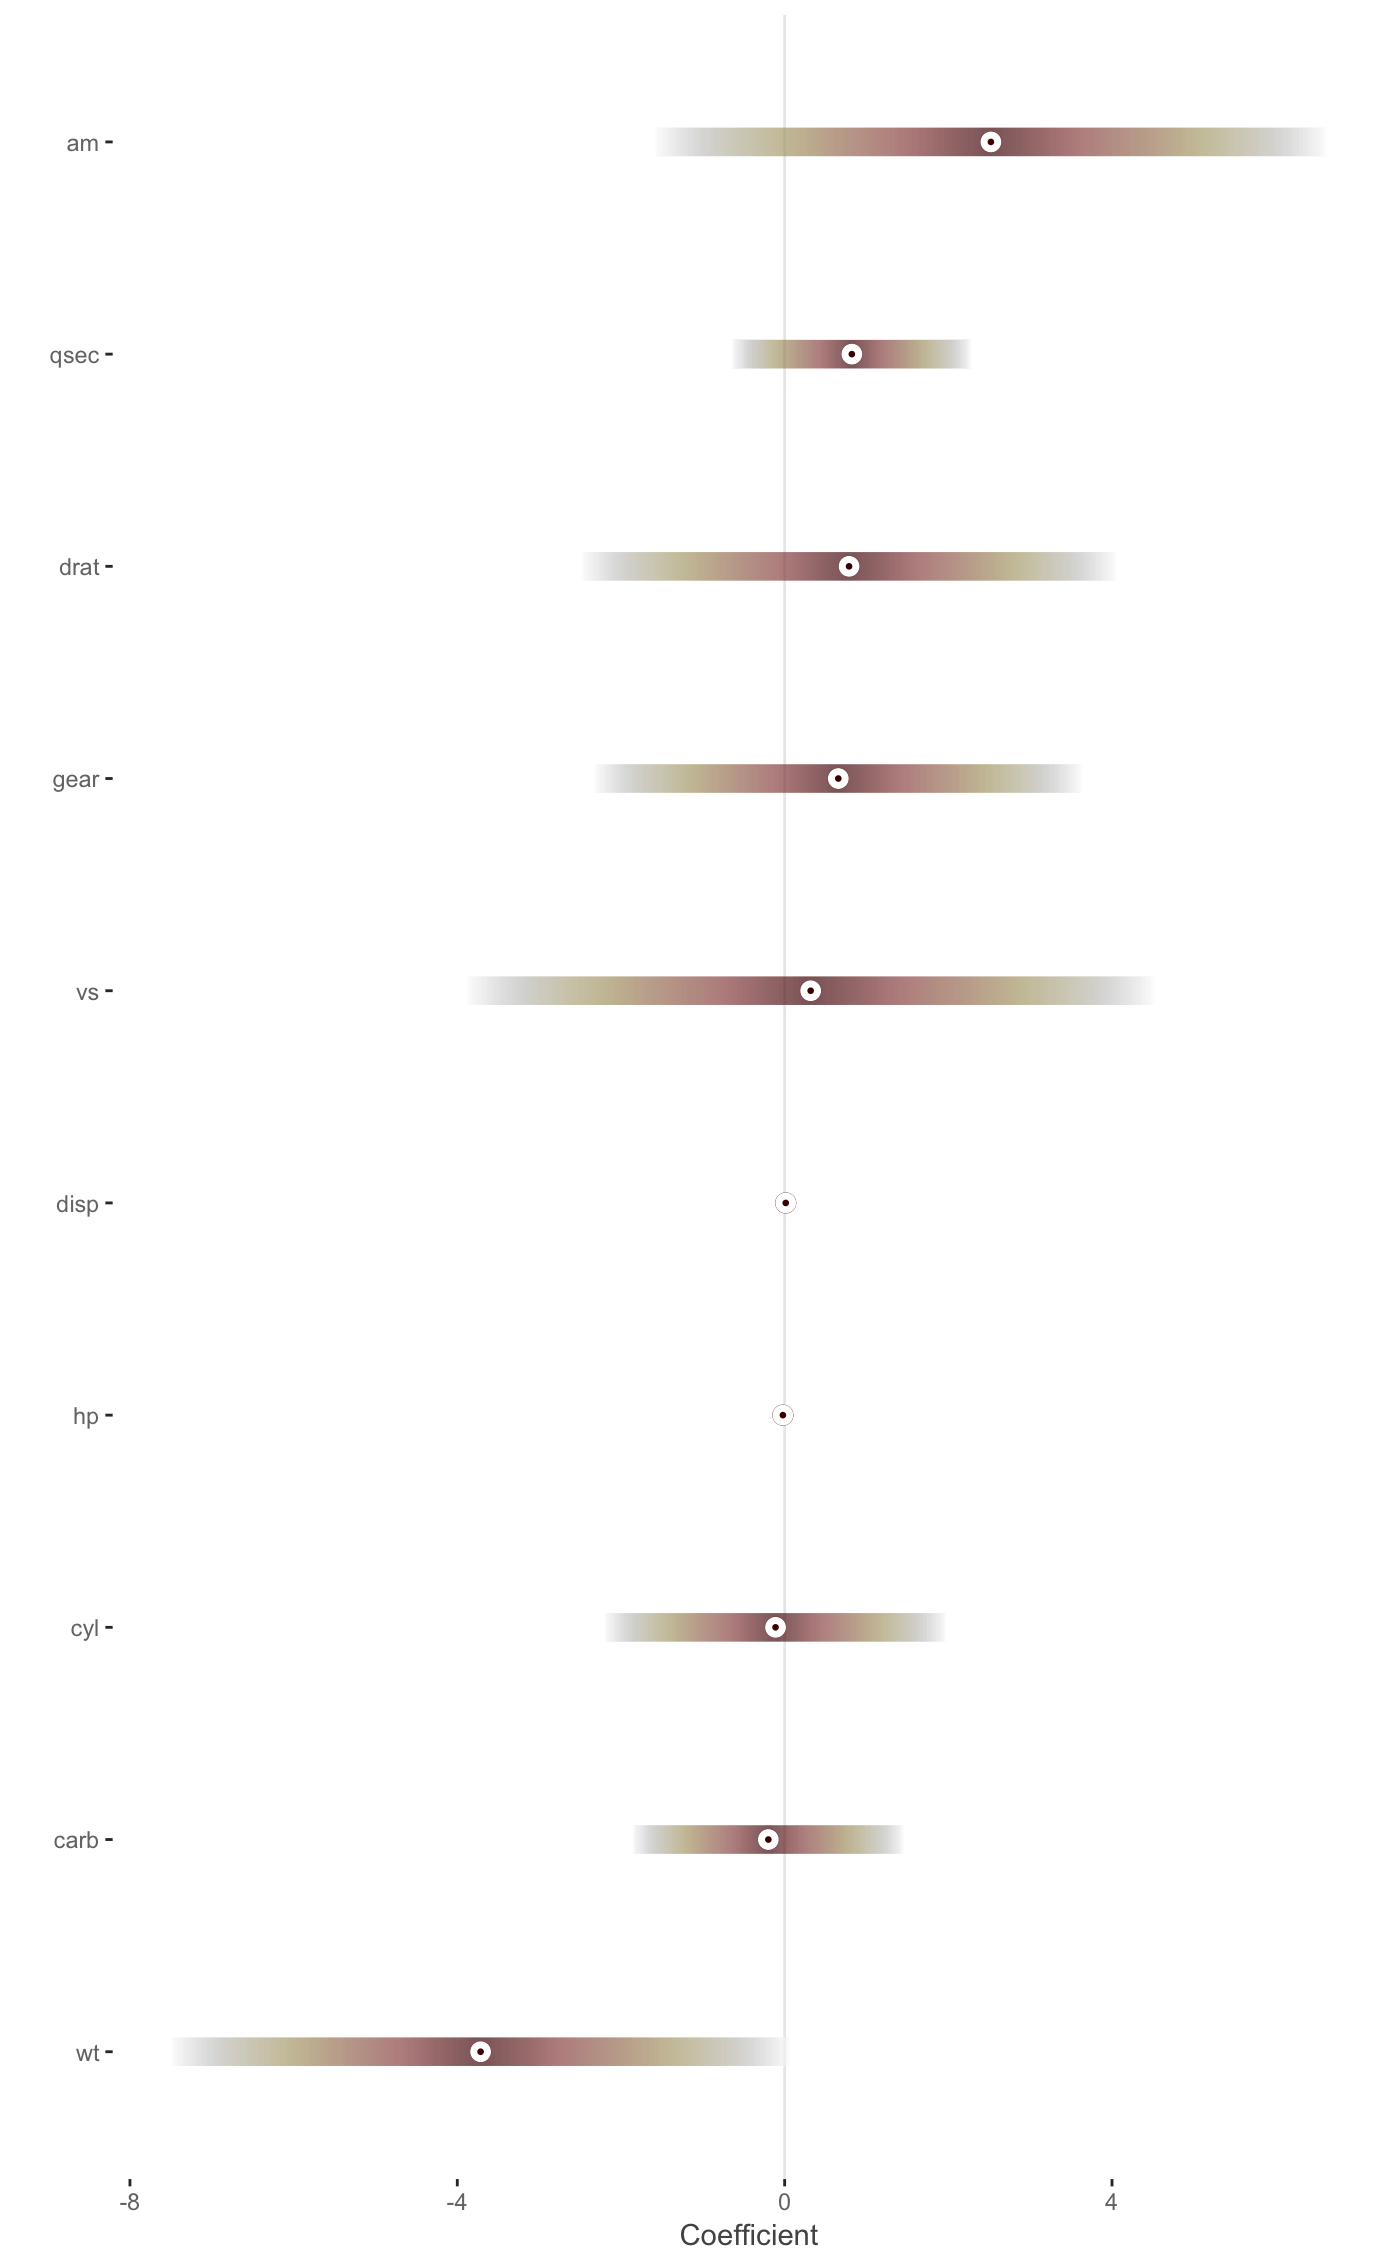 am
qsec
drat
gear
vs
disp
hp
cyl
carb
wt
-8 -4 0 4
Coefficient